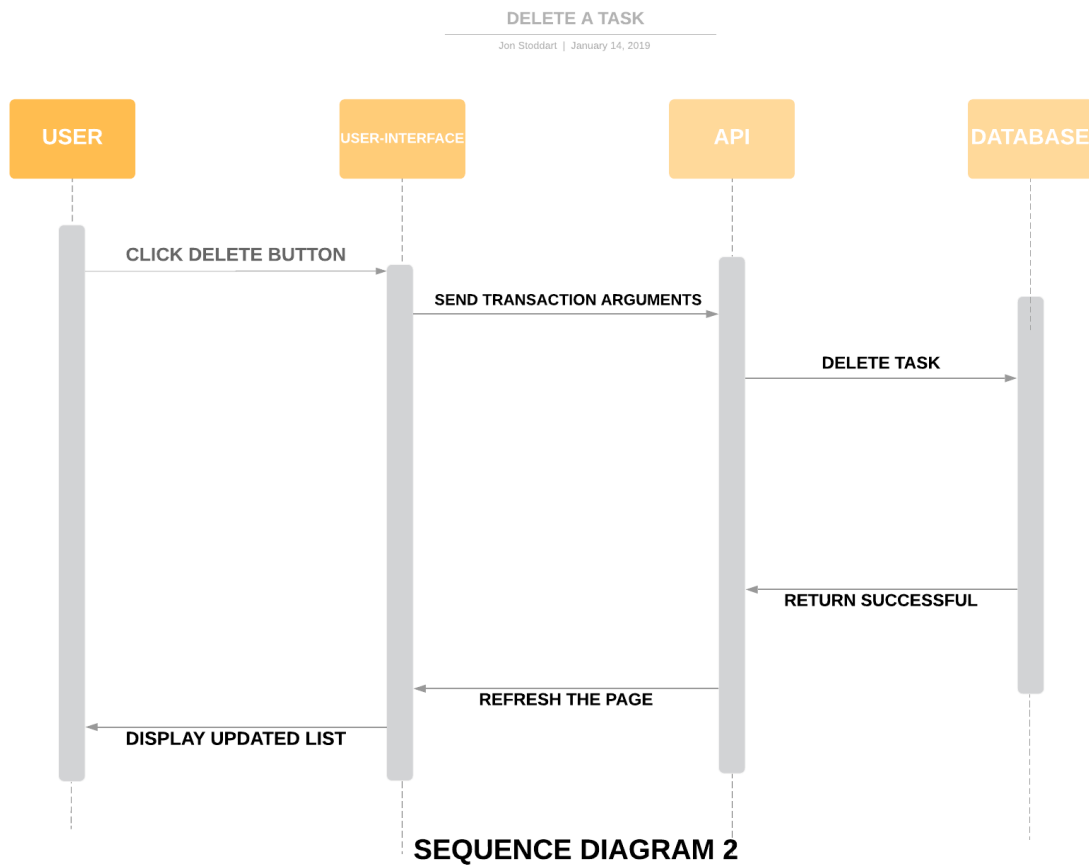 DELETE A TASK
Jon Stoddart | January 14, 2019
USER
USER-INTERFACE
API
DATABASE
CLICK DELETE BUTTON
SEND TRANSACTION ARGUMENTS
DELETE TASK
RETURN SUCCESSFUL
REFRESH THE PAGE
DISPLAY UPDATED LIST
SEQUENCE DIAGRAM 2